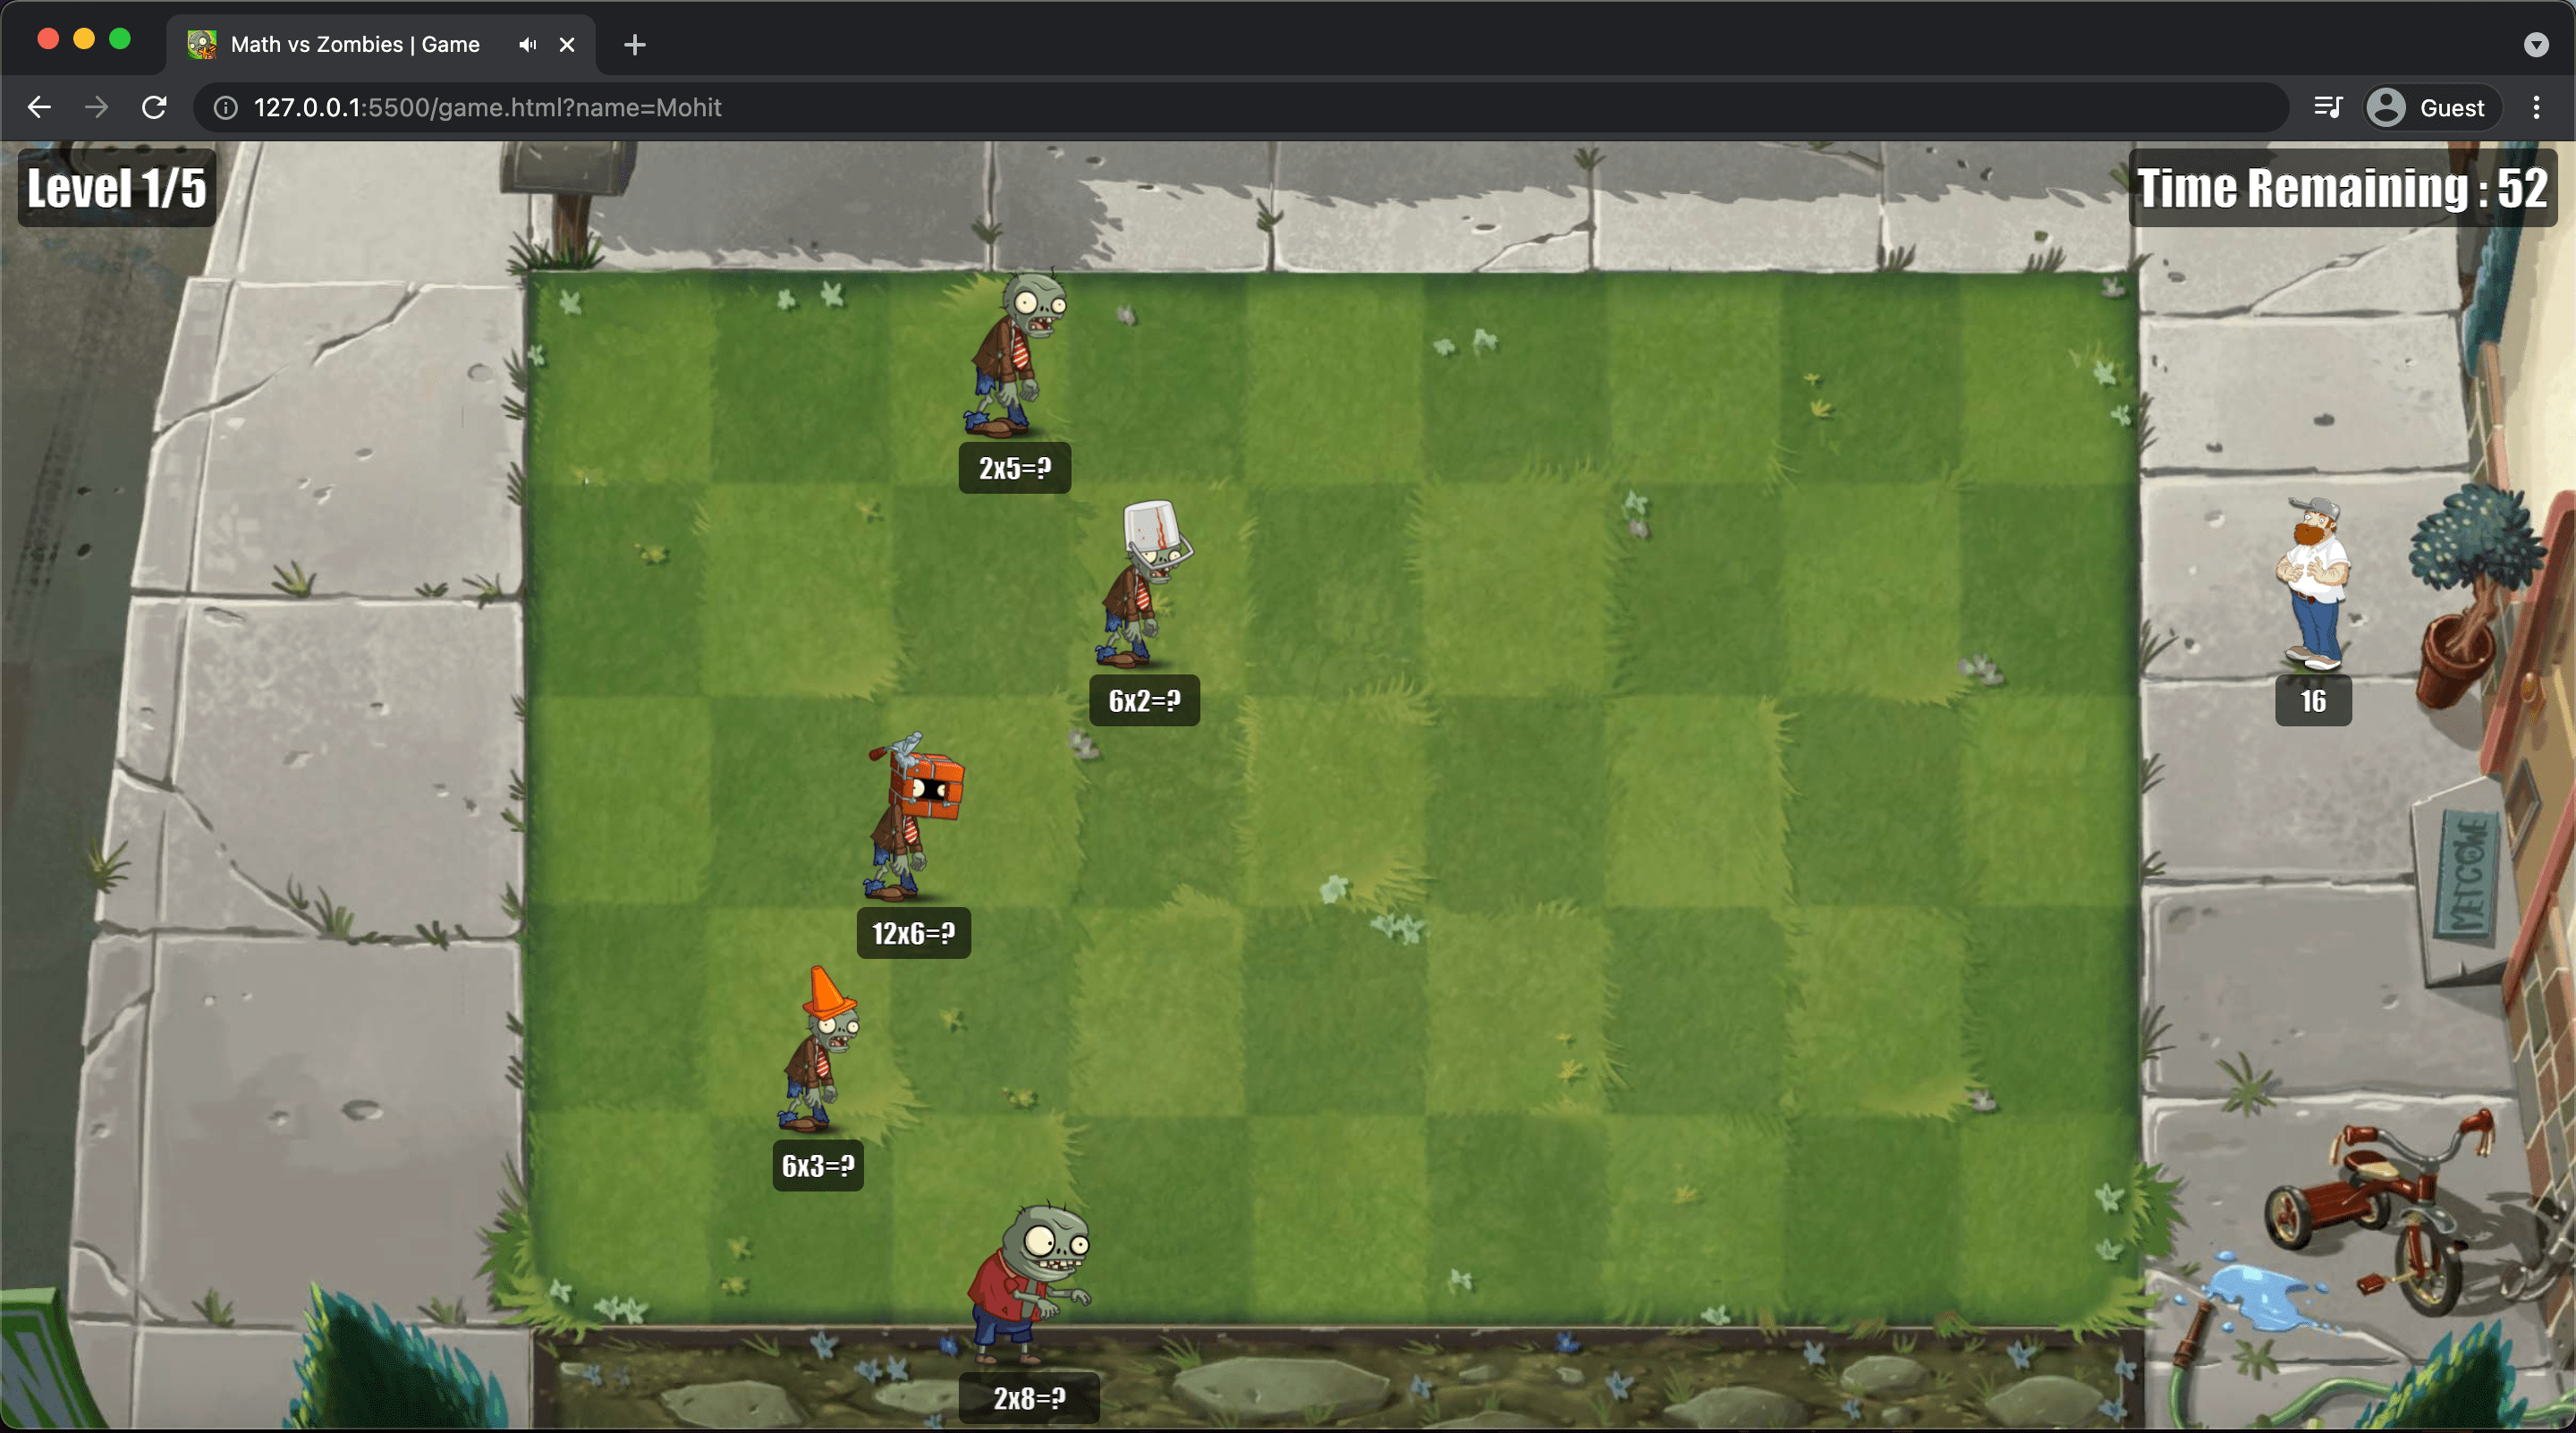 Math vs Zombies | Game
127.0.0.1:5500/game.html?name=Mohit
Guest
Level 1/5
Time Remaining : 52
2x5=?
6x2=?
16
12x6=?
6x3=?
2x8=?
WELCOME